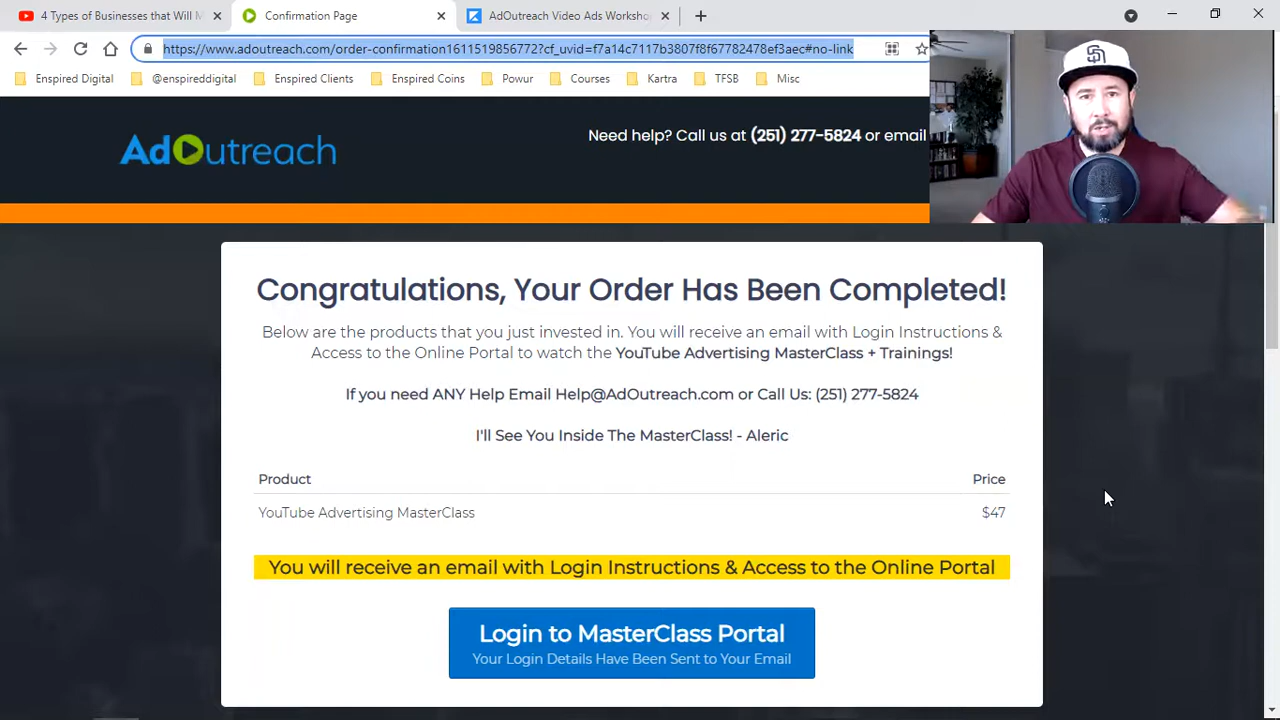 4 Types of Businesses that Will M
Confirmation Page
AdOutreach Video Ads Workshop
https://www.adoutreach.com/order-confirmation1611519856772?cf_uvid=f7a14c7117b3807f8f67782478ef3aec#no-link
Enspired Digital
@enspireddigital
Enspired Clients
Enspired Coins
Powur
Courses
Kartra
TFSB
Misc
AdOutreach
Need help? Call us at (251) 277-5824 or email
SD
Congratulations, Your Order Has Been Completed!
Below are the products that you just invested in. You will receive an email with Login Instructions &
Access to the Online Portal to watch the YouTube Advertising MasterClass + Trainings!
If you need ANY Help Email Help@AdOutreach.com or Call Us: (251) 277-5824
I'll See You Inside The MasterClass! - Aleric
Product Price
YouTube Advertising MasterClass $47
You will receive an email with Login Instructions & Access to the Online Portal
Login to MasterClass Portal
Your Login Details Have Been Sent to Your Email